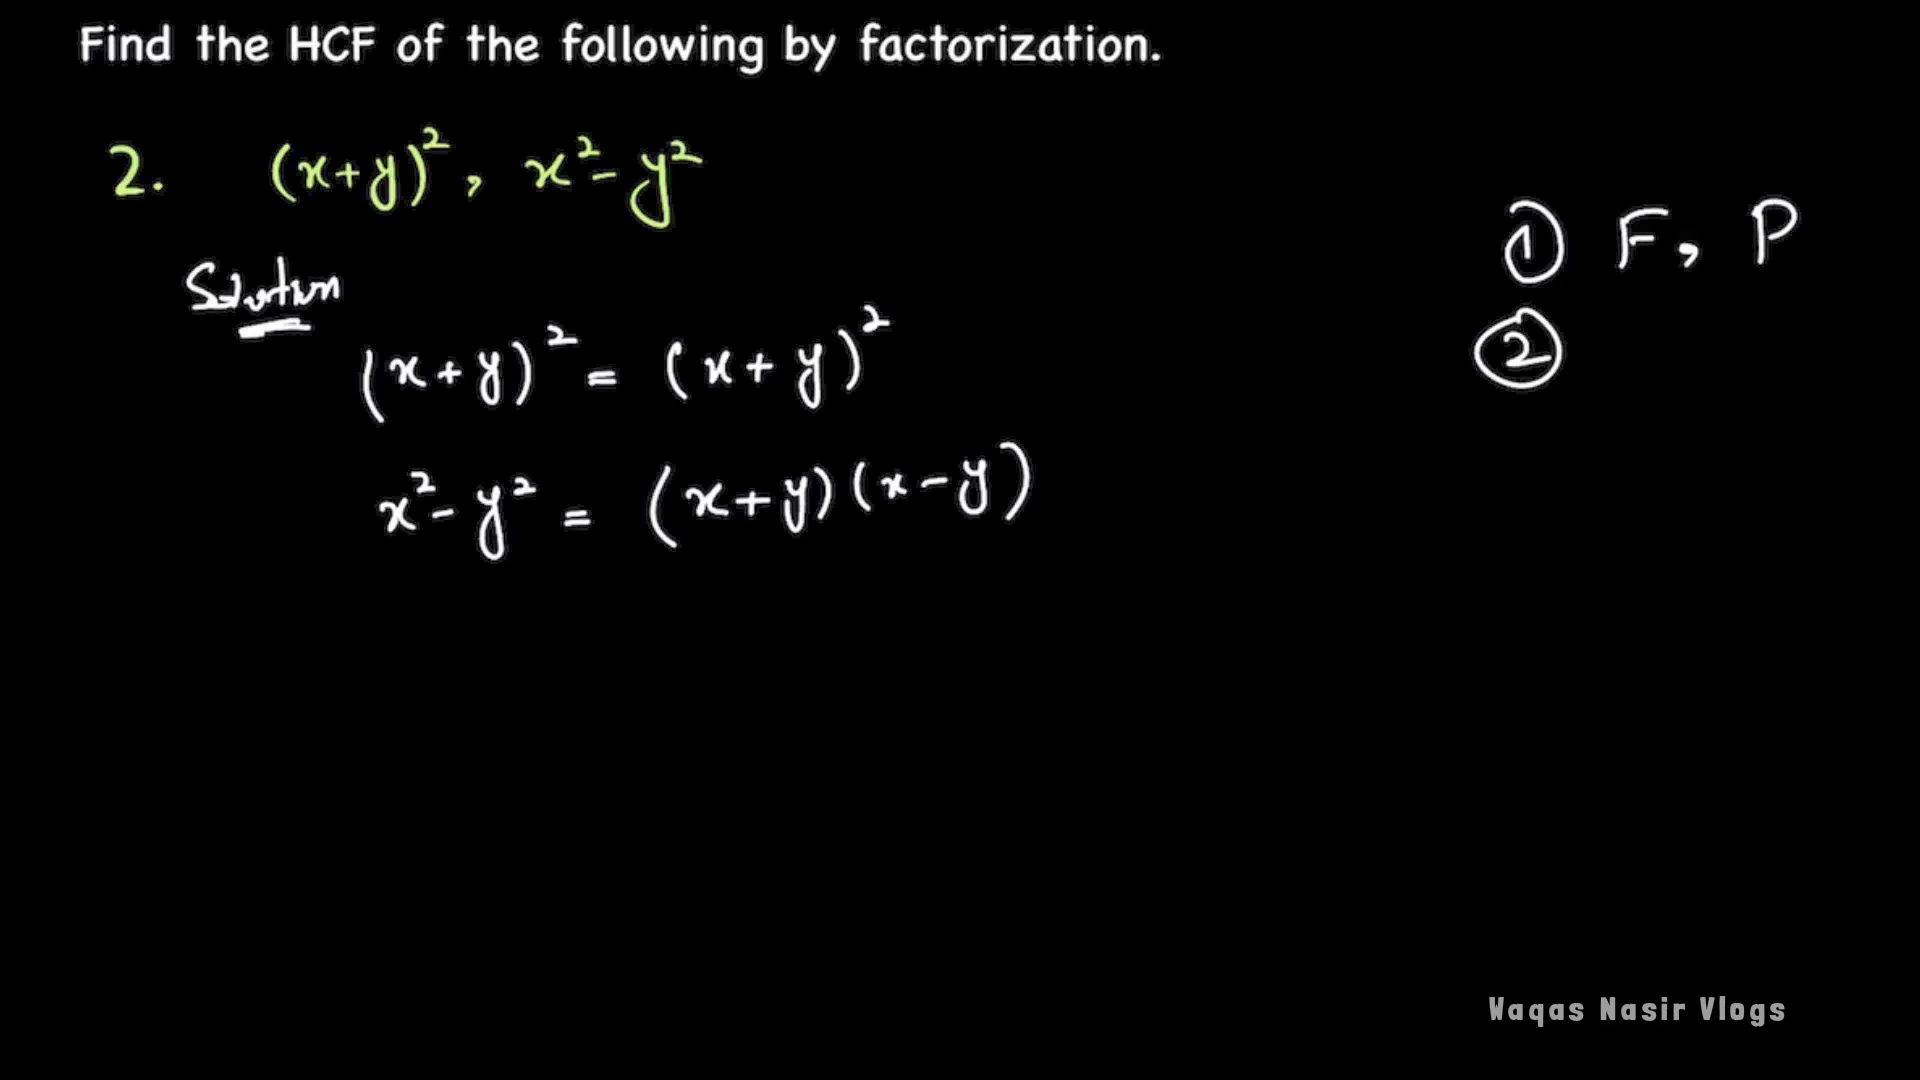 Find the HCF of the following by factorization.
2. (x+y)², x²-y²
Solution
① F, P
②
(x+y)² = (x+y)²
x²-y² = (x+y)(x-y)
Waqas Nasir Vlogs